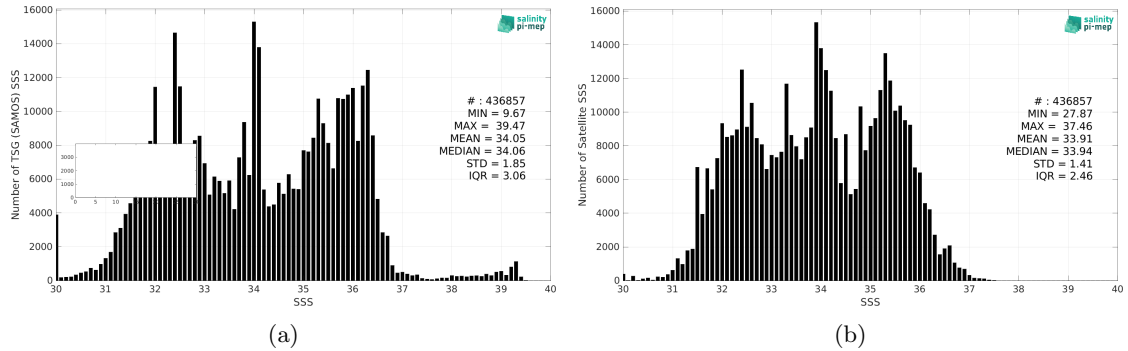 16000
14000
12000
10000
8000
6000
4000
2000
0
Number of TSG (SAMOS) SSS
salinity
pi-mep
# : 436857
MIN = 9.67
MAX = 39.47
MEAN = 34.05
MEDIAN = 34.06
STD = 1.85
IQR = 3.06
3000
2000
1000
0
0 5 10
30 31 32 33 34 35 36 37 38 39 40
SSS
(a)
16000
14000
12000
10000
8000
6000
4000
2000
0
Number of Satellite SSS
salinity
pi-mep
# : 436857
MIN = 27.87
MAX = 37.46
MEAN = 33.91
MEDIAN = 33.94
STD = 1.41
IQR = 2.46
30 31 32 33 34 35 36 37 38 39 40
SSS
(b)